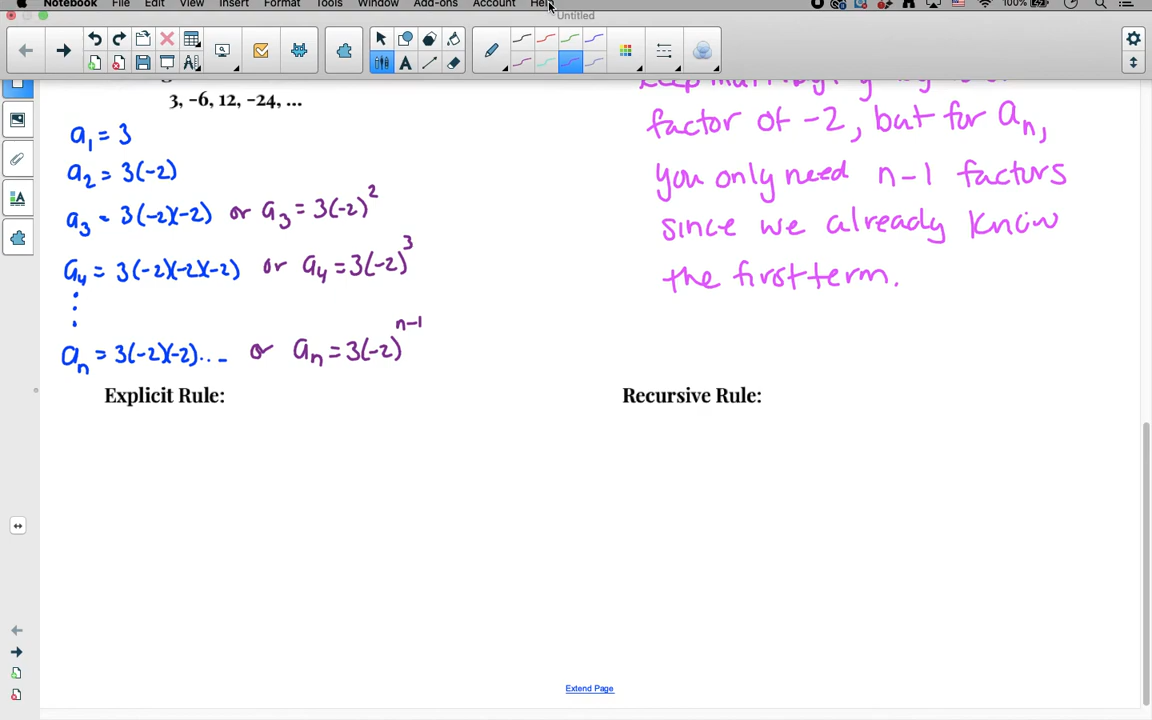 Notebook File Edit View Insert Format Tools Window Add-ons Account Help 100%
Untitled
3, -6, 12, -24, ...
a₁ = 3
a₂ = 3(-2)
a₃ = 3(-2)(-2) or a₃ = 3(-2)²
a₄ = 3(-2)(-2)(-2) or a₄ = 3(-2)³
⋮
aₙ = 3(-2)(-2)... or aₙ = 3(-2)ⁿ⁻¹
factor of -2, but for aₙ,
you only need n-1 factors
since we already know
the first term.
Explicit Rule:
Recursive Rule:
Extend Page